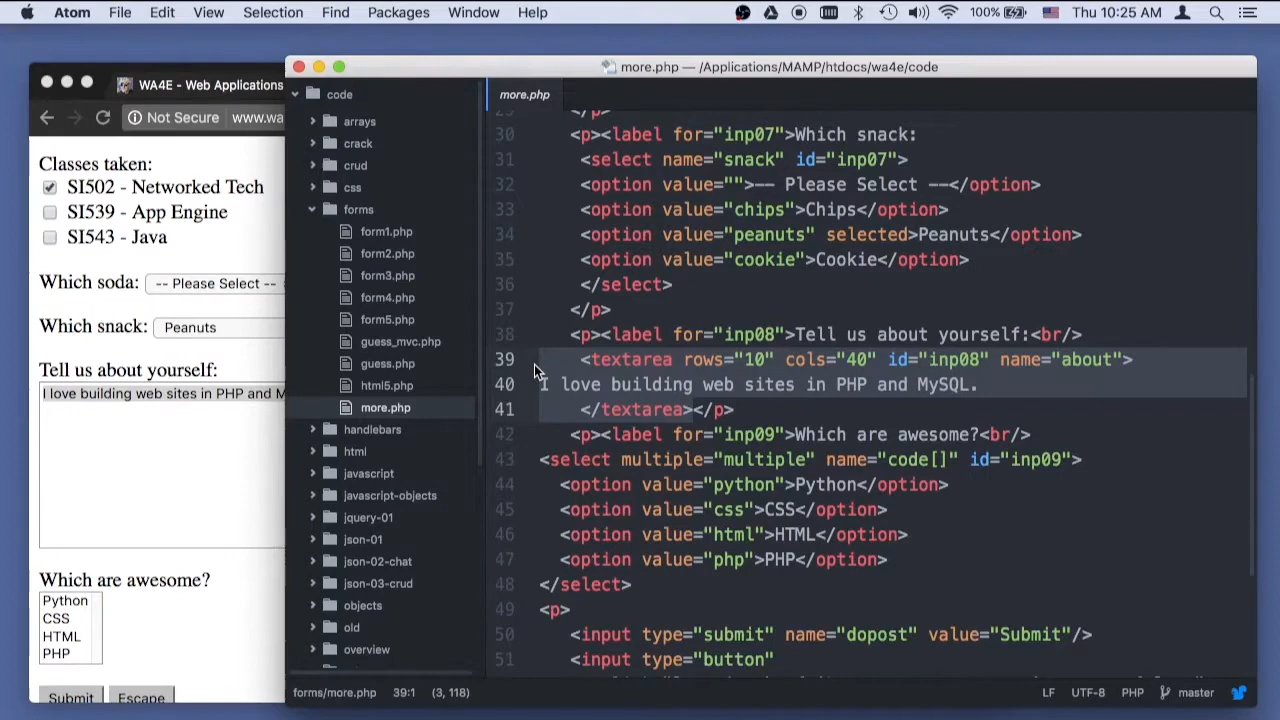 Atom File Edit View Selection Find Packages Window Help 100% Thu 10:25 AM
WA4E - Web Applications
Not Secure www.wa
Classes taken:
SI502 - Networked Tech
SI539 - App Engine
SI543 - Java
Which soda: -- Please Select --
Which snack: Peanuts
Tell us about yourself:
I love building web sites in PHP and M
Which are awesome?
Python
CSS
HTML
PHP
Submit Escape
more.php — /Applications/MAMP/htdocs/wa4e/code
code
arrays
crack
crud
css
forms
form1.php
form2.php
form3.php
form4.php
form5.php
guess_mvc.php
guess.php
html5.php
more.php
handlebars
html
javascript
javascript-objects
jquery-01
json-01
json-02-chat
json-03-crud
objects
old
overview
more.php
29 </p>
30 <p><label for="inp07">Which snack:
31 <select name="snack" id="inp07">
32 <option value="">-- Please Select --</option>
33 <option value="chips">Chips</option>
34 <option value="peanuts" selected>Peanuts</option>
35 <option value="cookie">Cookie</option>
36 </select>
37 </p>
38 <p><label for="inp08">Tell us about yourself:<br/>
39 <textarea rows="10" cols="40" id="inp08" name="about">
40 I love building web sites in PHP and MySQL.
41 </textarea></p>
42 <p><label for="inp09">Which are awesome?<br/>
43 <select multiple="multiple" name="code[]" id="inp09">
44 <option value="python">Python</option>
45 <option value="css">CSS</option>
46 <option value="html">HTML</option>
47 <option value="php">PHP</option>
48 </select>
49 <p>
50 <input type="submit" name="dopost" value="Submit"/>
51 <input type="button"
forms/more.php 39:1 (3, 118) LF UTF-8 PHP master